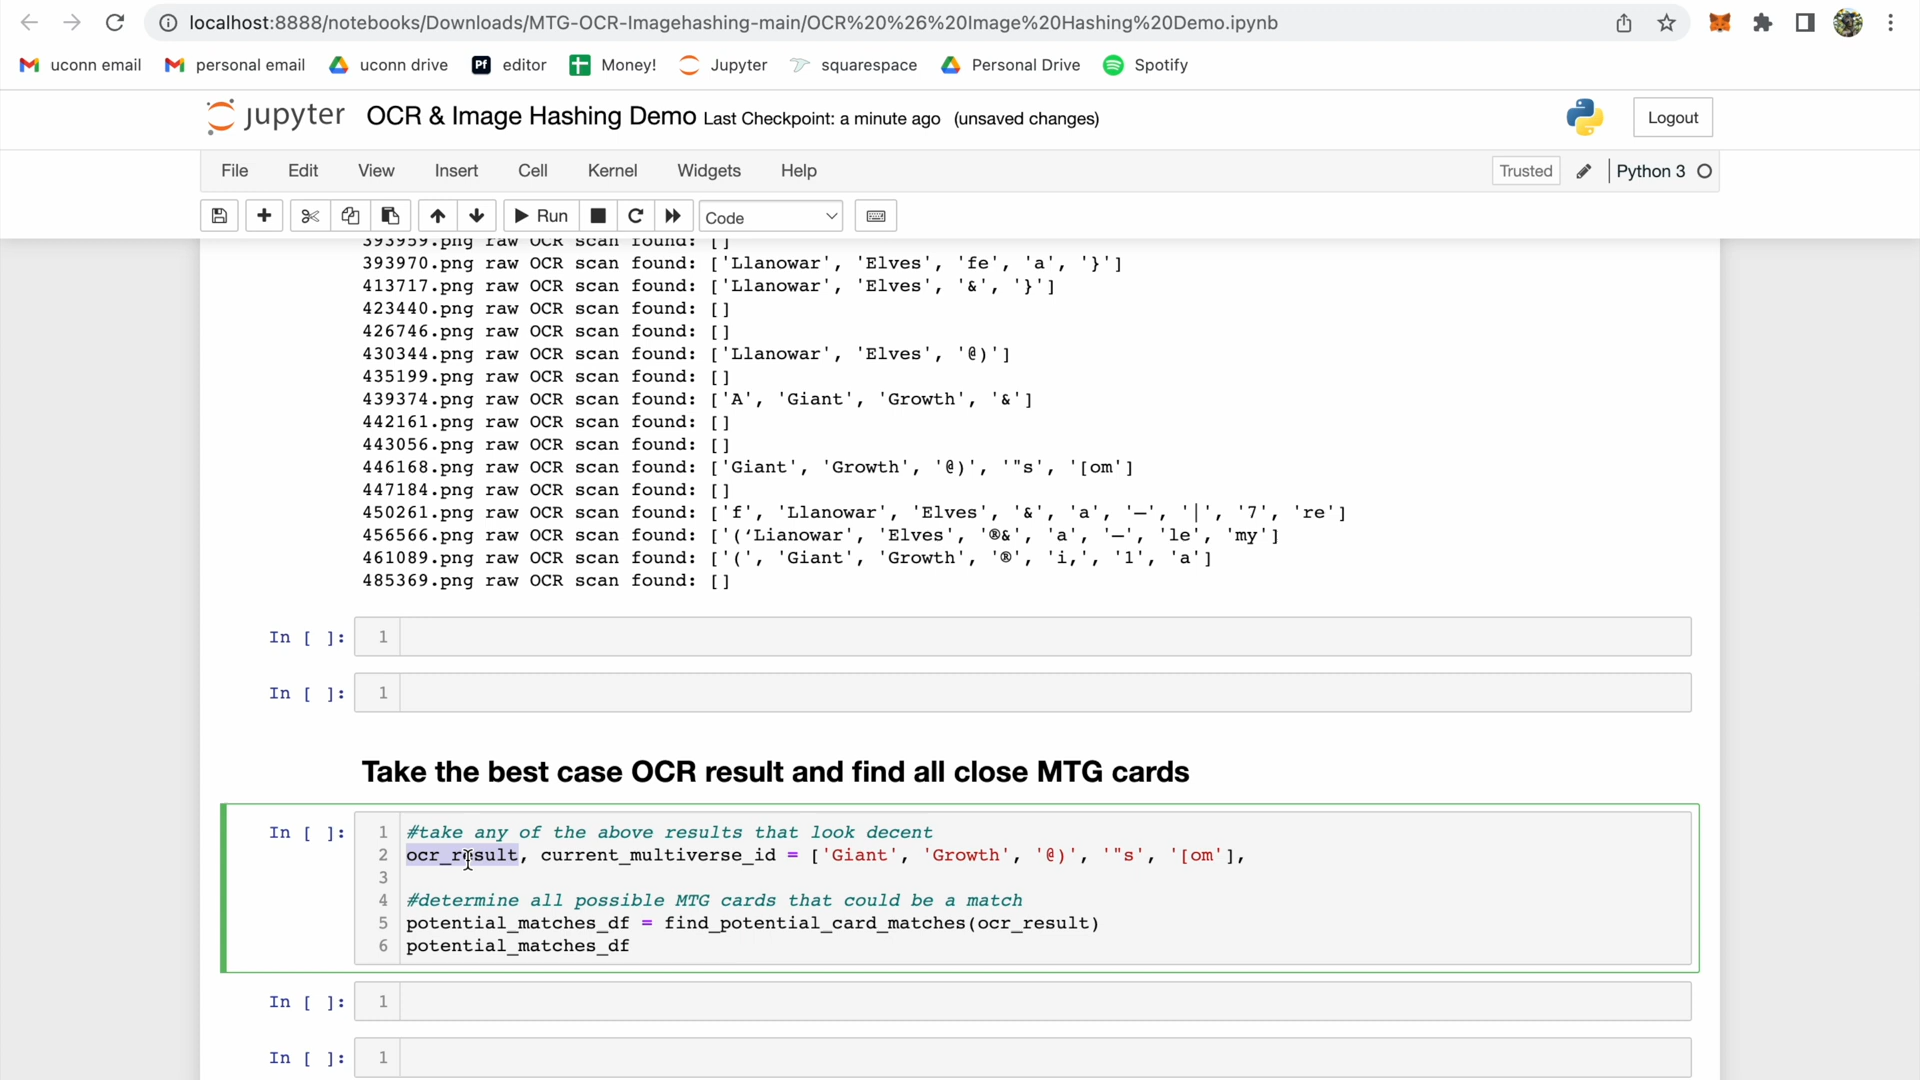 localhost:8888/notebooks/Downloads/MTG-OCR-Imagehashing-main/OCR%20%26%20Image%20Hashing%20Demo.ipynb
uconn email personal email uconn drive Pf editor Money! Jupyter squarespace Personal Drive Spotify
jupyter OCR & Image Hashing Demo Last Checkpoint: a minute ago (unsaved changes) Logout
File Edit View Insert Cell Kernel Widgets Help Trusted Python 3
Run Code
393959.png raw OCR scan found: []
393970.png raw OCR scan found: ['Llanowar', 'Elves', 'fe', 'a', '}']
413717.png raw OCR scan found: ['Llanowar', 'Elves', '&', '}']
423440.png raw OCR scan found: []
426746.png raw OCR scan found: []
430344.png raw OCR scan found: ['Llanowar', 'Elves', '@)']
435199.png raw OCR scan found: []
439374.png raw OCR scan found: ['A', 'Giant', 'Growth', '&']
442161.png raw OCR scan found: []
443056.png raw OCR scan found: []
446168.png raw OCR scan found: ['Giant', 'Growth', '@)', '"s', '[om']
447184.png raw OCR scan found: []
450261.png raw OCR scan found: ['f', 'Llanowar', 'Elves', '&', 'a', '—', '|', '7', 're']
456566.png raw OCR scan found: ['(‘Lianowar', 'Elves', '®&', 'a', '—', 'le', 'my']
461089.png raw OCR scan found: ['(', 'Giant', 'Growth', '®', 'i,', '1', 'a']
485369.png raw OCR scan found: []
In [ ]: 1
In [ ]: 1
Take the best case OCR result and find all close MTG cards
In [ ]: 1 #take any of the above results that look decent
2 ocr_result, current_multiverse_id = ['Giant', 'Growth', '@)', '"s', '[om'],
3
4 #determine all possible MTG cards that could be a match
5 potential_matches_df = find_potential_card_matches(ocr_result)
6 potential_matches_df
In [ ]: 1
In [ ]: 1